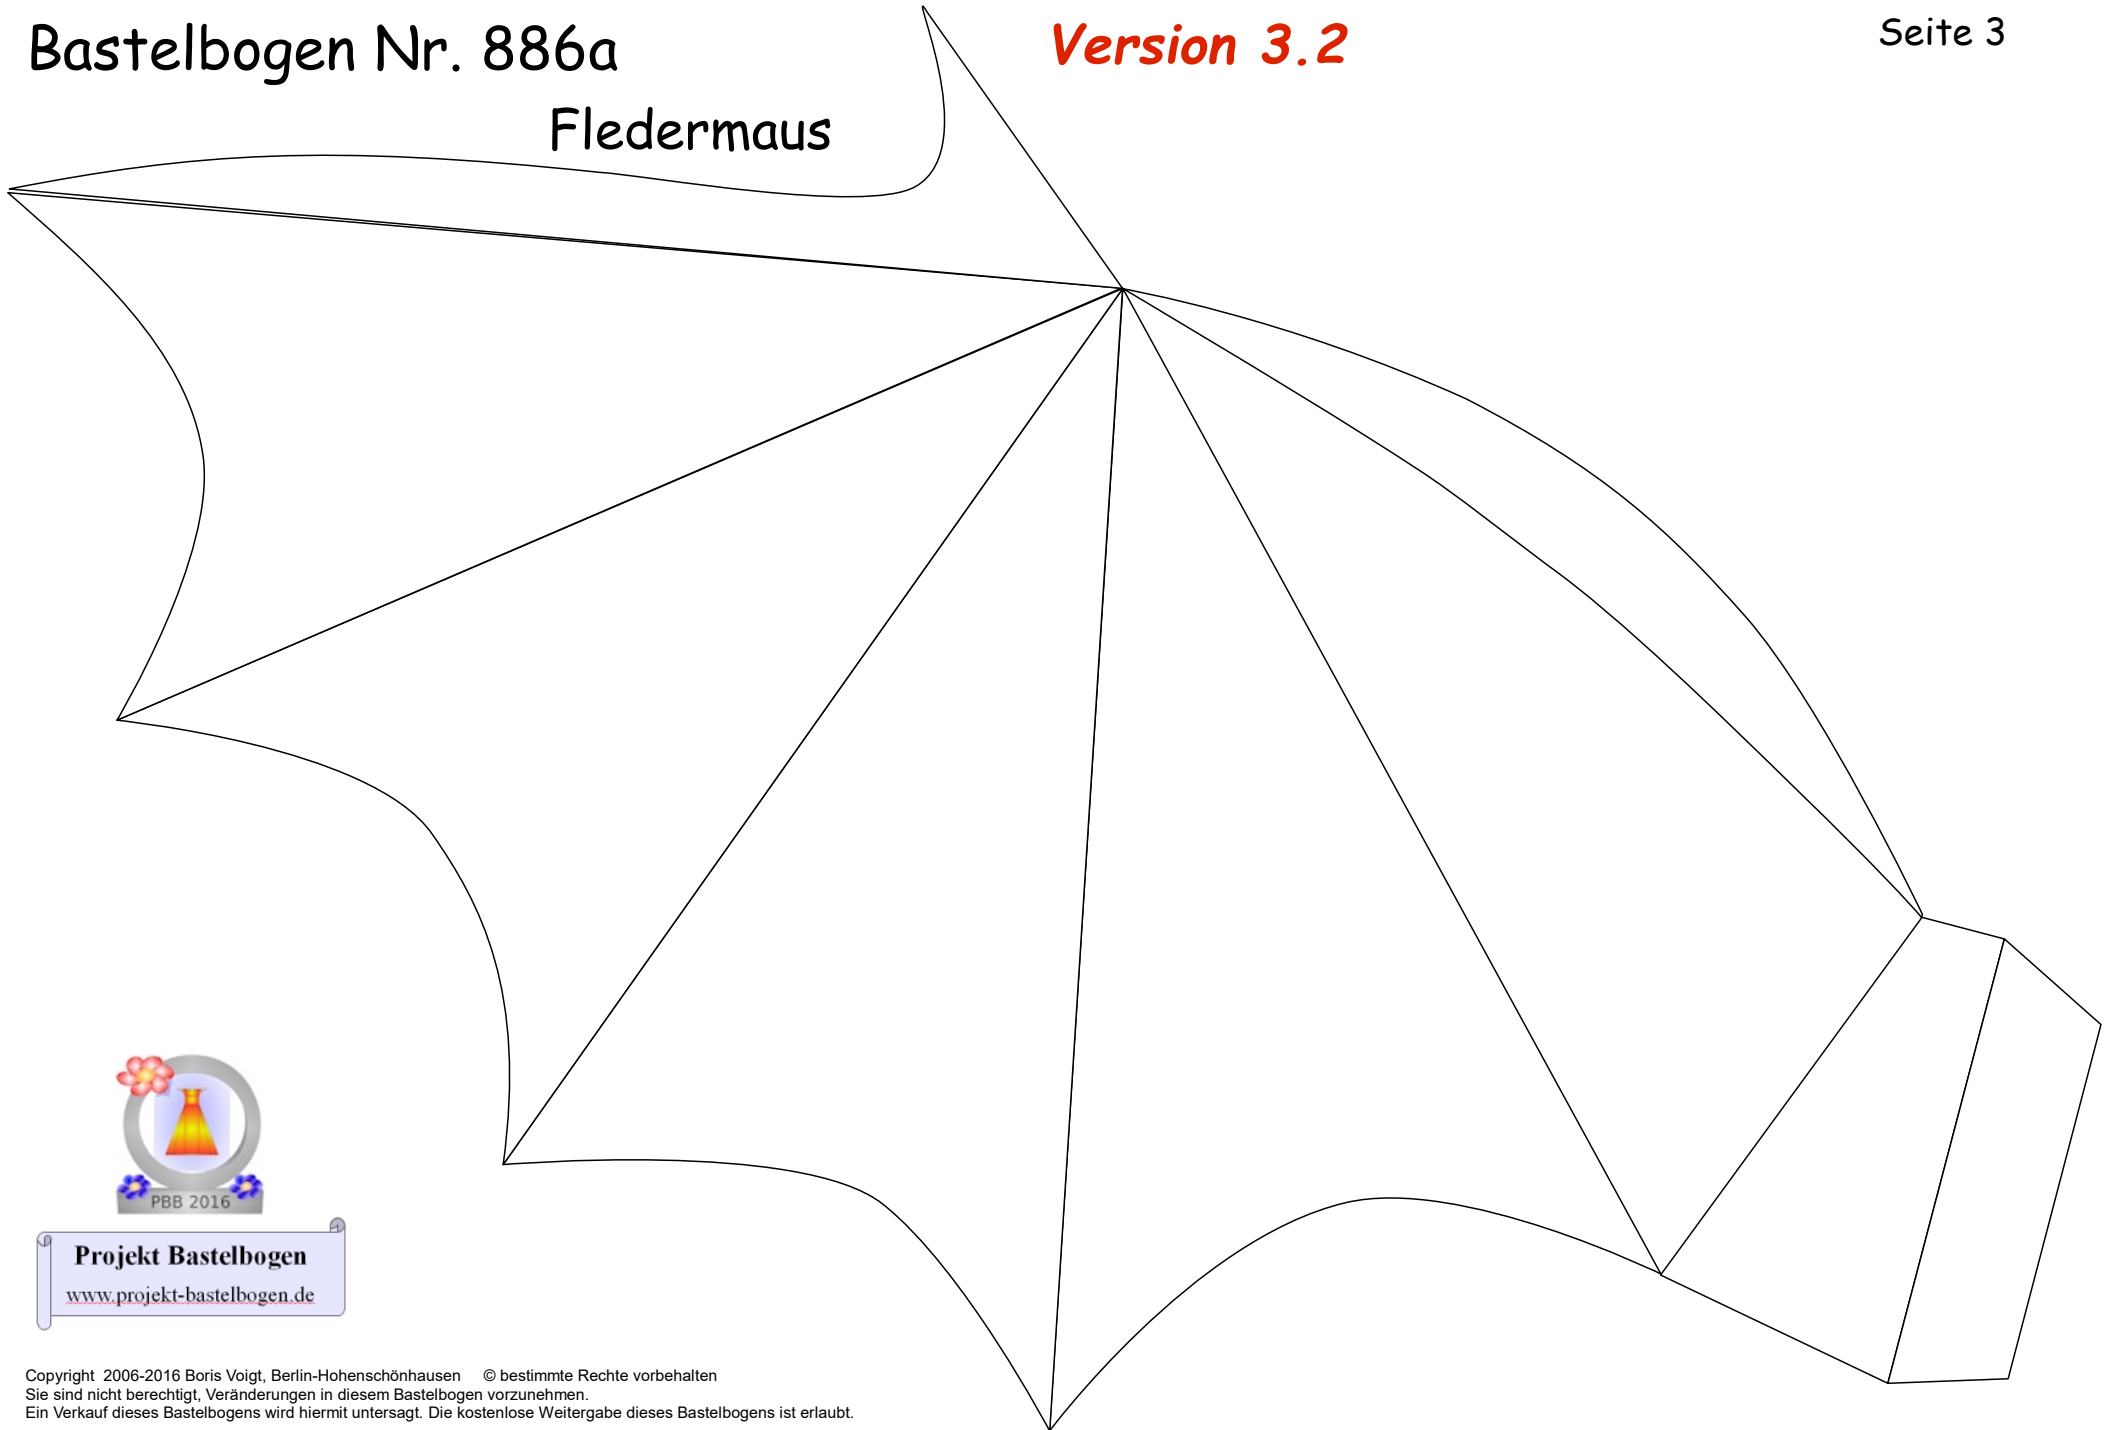 Bastelbogen Nr. 886a
Version 3.2
Seite 3
Fledermaus
PBB 2016
Projekt Bastelbogen
www.projekt-bastelbogen.de
Copyright  2006-2016 Boris Voigt, Berlin-Hohenschönhausen     © bestimmte Rechte vorbehalten
Sie sind nicht berechtigt, Veränderungen in diesem Bastelbogen vorzunehmen.
Ein Verkauf dieses Bastelbogens wird hiermit untersagt. Die kostenlose Weitergabe dieses Bastelbogens ist erlaubt.